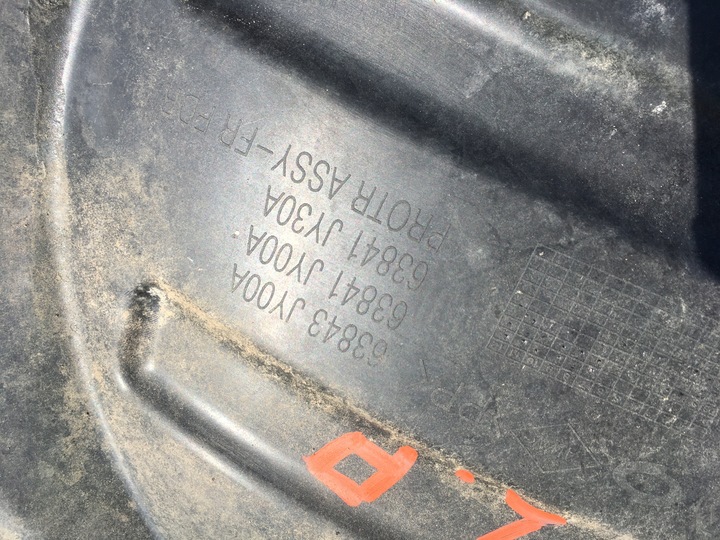 PROTR ASSY-FR FDR
63841 JY30A
63841 JY00A
63843 JY00A